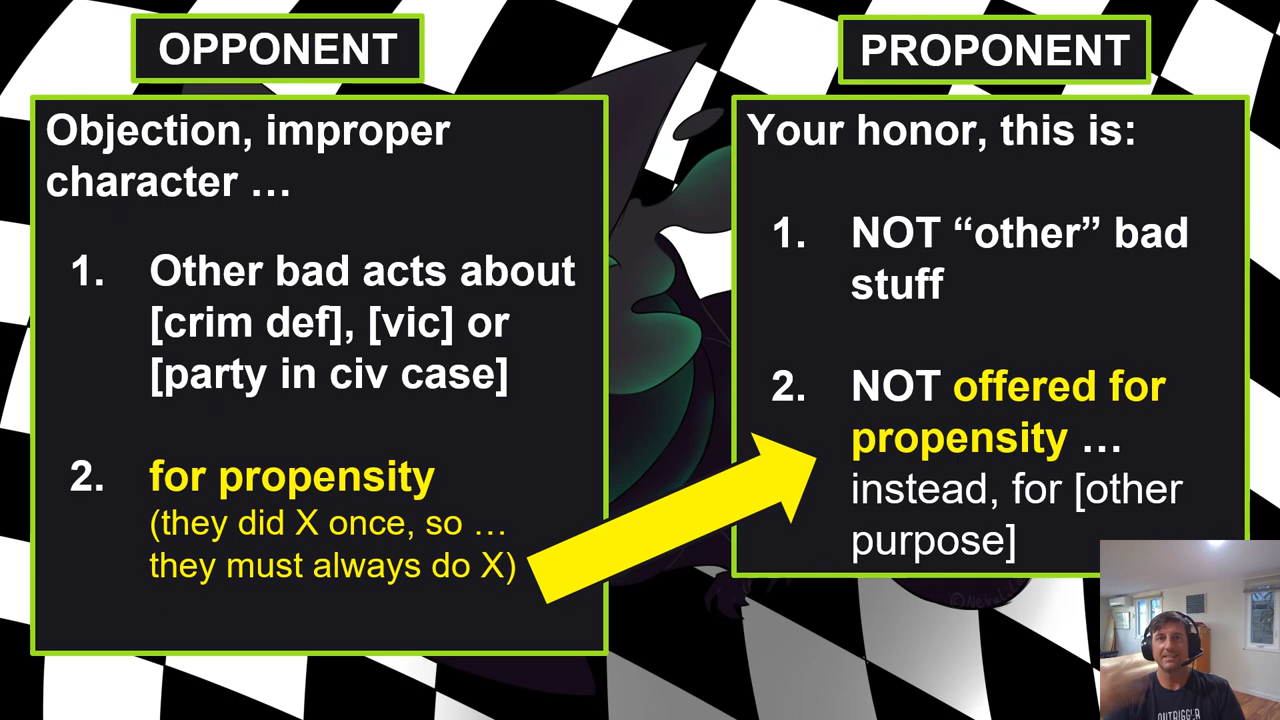 OPPONENT
Objection, improper
character …
1. Other bad acts about
[crim def], [vic] or
[party in civ case]
2. for propensity
(they did X once, so …
they must always do X)
PROPONENT
Your honor, this is:
1. NOT “other” bad
stuff
2. NOT offered for
propensity …
instead, for [other
purpose]
OUTRIGGER